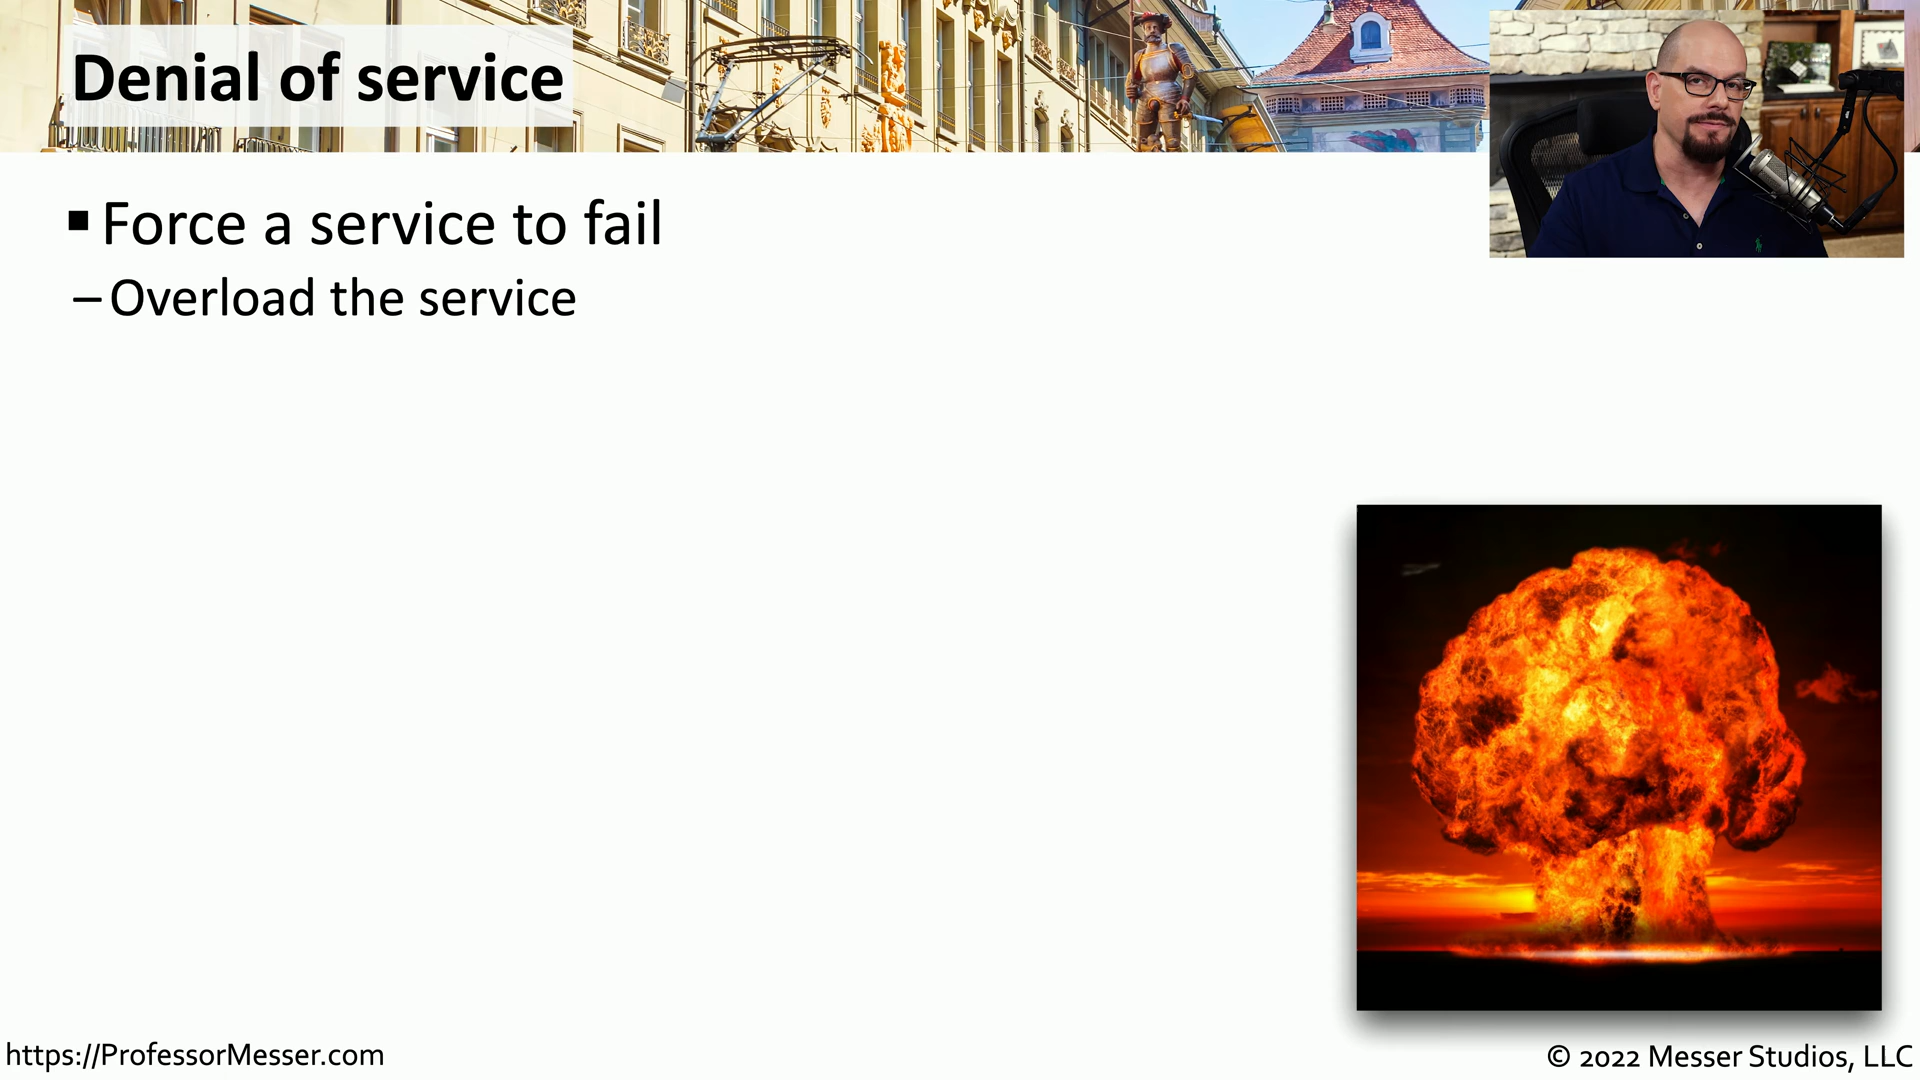 Denial of service
▪ Force a service to fail
– Overload the service
https://ProfessorMesser.com
© 2022 Messer Studios, LLC